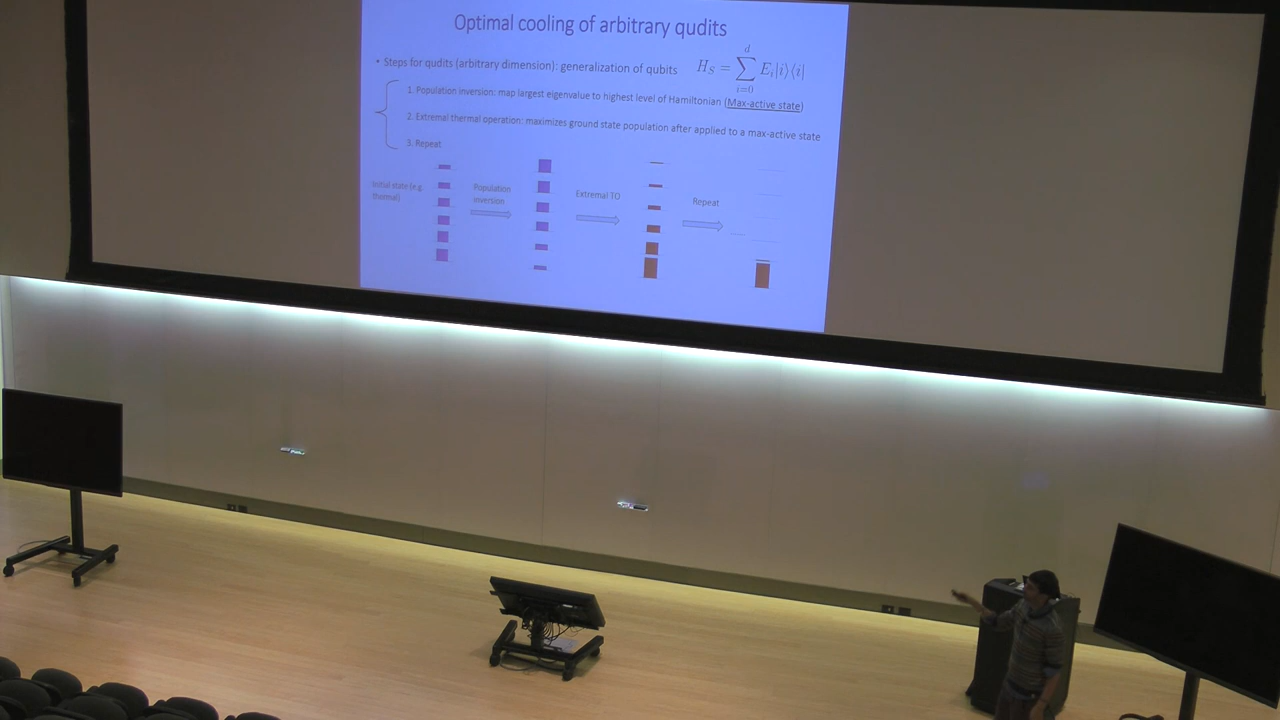 Optimal cooling of arbitrary qudits
• Steps for qudits (arbitrary dimension): generalization of qubits
H_S = \sum_{i=0}^{d} E_i |i⟩⟨i|
1. Population inversion: map largest eigenvalue to highest level of Hamiltonian (Max-active state)
2. Extremal thermal operation: maximizes ground state population after applied to a max-active state
3. Repeat
Initial state (e.g.
thermal)
Population
inversion
Extremal TO
Repeat